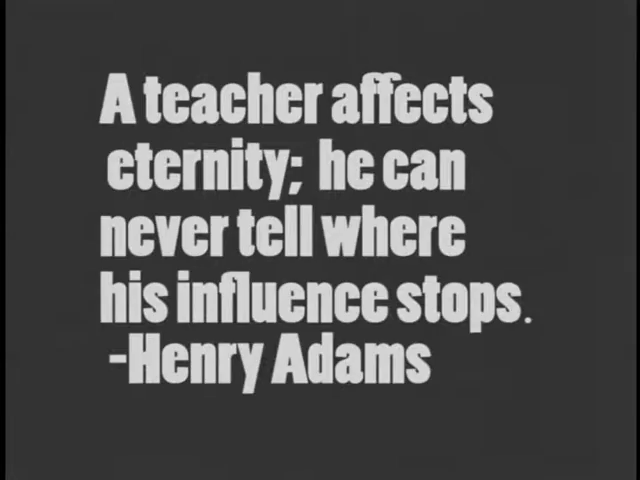 A teacher affects
eternity; he can
never tell where
his influence stops.
-Henry Adams